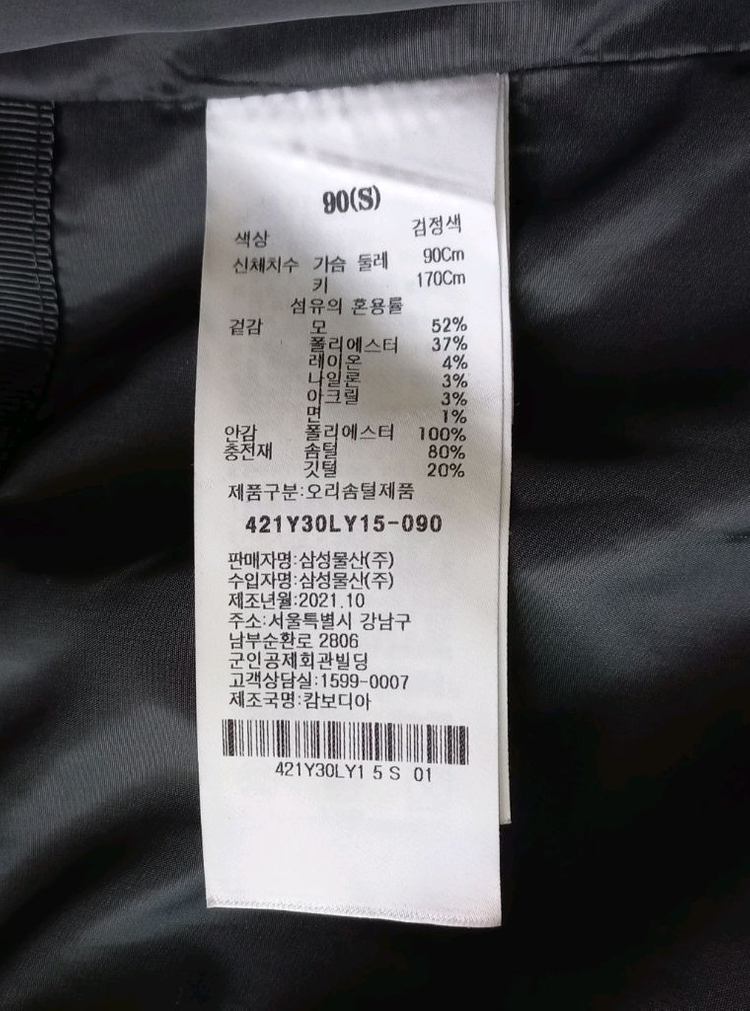 90(S)
색상 검정색
신체치수 가슴 둘레 90Cm
키 170Cm
섬유의 혼용률
겉감 모 52%
폴리에스터 37%
레이온 4%
나일론 3%
아크릴 3%
면 1%
안감 폴리에스터 100%
충전재 솜털 80%
깃털 20%
제품구분:오리솜털제품
421Y30LY15-090
판매자명:삼성물산(주)
수입자명:삼성물산(주)
제조년월:2021.10
주소:서울특별시 강남구
남부순환로 2806
군인공제회관빌딩
고객상담실:1599-0007
제조국명:캄보디아
421Y30LY1 5 S 01